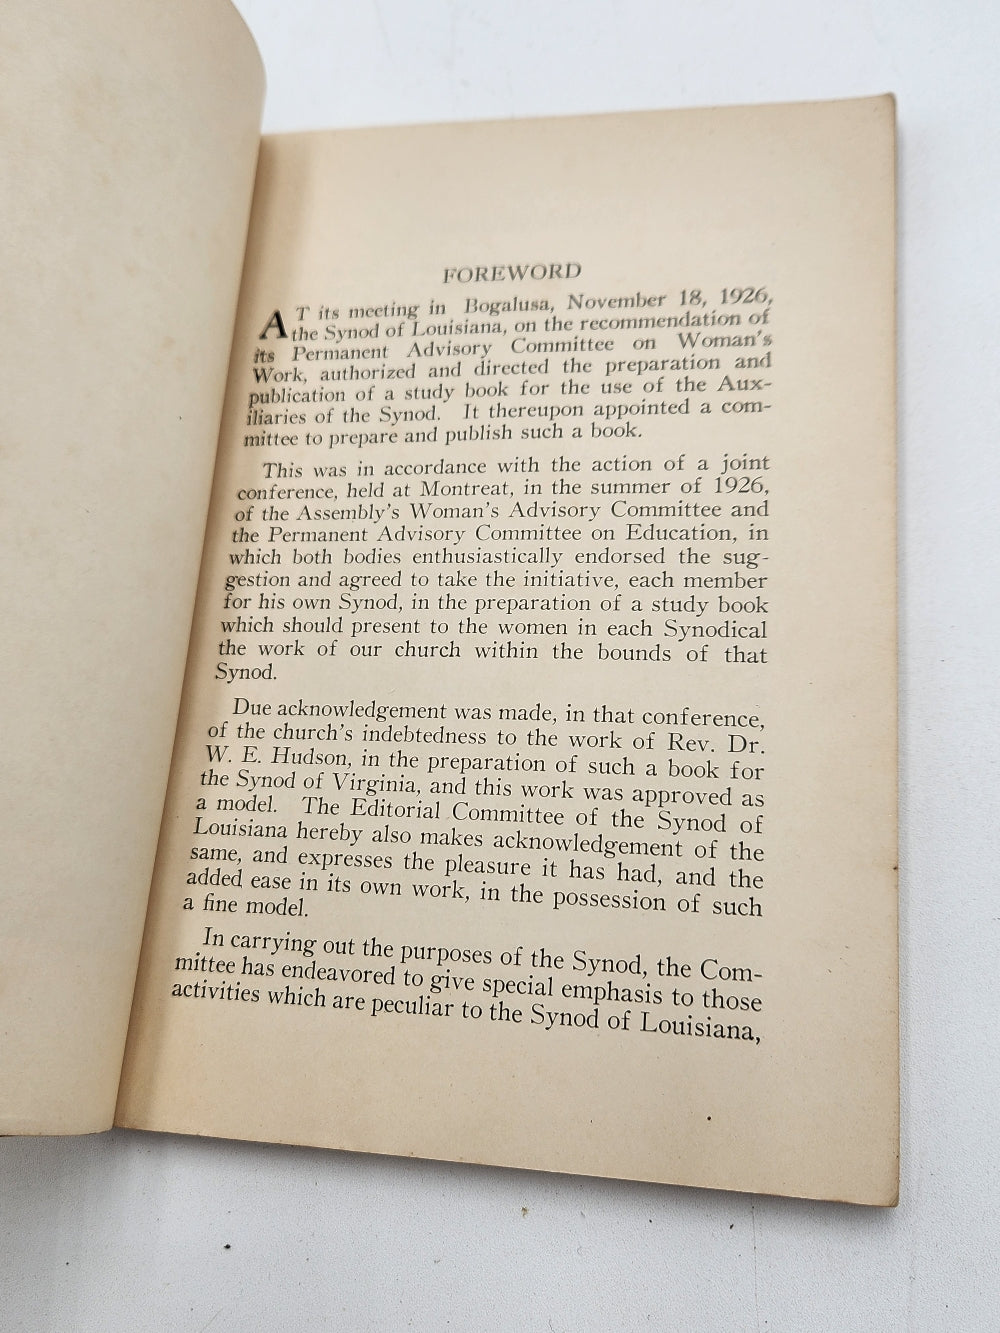 FOREWORD
AT its meeting in Bogalusa, November 18, 1926,
the Synod of Louisiana, on the recommendation of
its Permanent Advisory Committee on Woman's
Work, authorized and directed the preparation and
publication of a study book for the use of the Aux-
iliaries of the Synod. It thereupon appointed a com-
mittee to prepare and publish such a book.
This was in accordance with the action of a joint
conference, held at Montreat, in the summer of 1926,
of the Assembly's Woman's Advisory Committee and
the Permanent Advisory Committee on Education, in
which both bodies enthusiastically endorsed the sug-
gestion and agreed to take the initiative, each member
for his own Synod, in the preparation of a study book
which should present to the women in each Synodical
the work of our church within the bounds of that
Synod.
Due acknowledgement was made, in that conference,
of the church's indebtedness to the work of Rev. Dr.
W. E. Hudson, in the preparation of such a book for
the Synod of Virginia, and this work was approved as
a model. The Editorial Committee of the Synod of
Louisiana hereby also makes acknowledgement of the
same, and expresses the pleasure it has had, and the
added ease in its own work, in the possession of such
a fine model.
In carrying out the purposes of the Synod, the Com-
mittee has endeavored to give special emphasis to those
activities which are peculiar to the Synod of Louisiana,